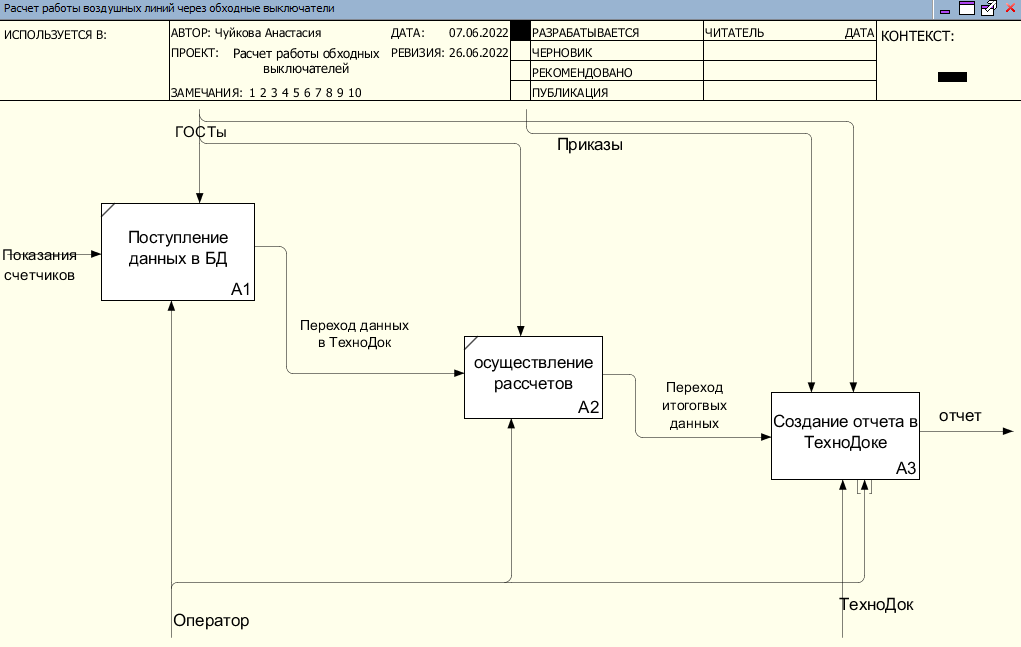 Расчет работы воздушных линий через обходные выключатели
ИСПОЛЬЗУЕТСЯ В:
АВТОР: Чуйкова Анастасия
ДАТА: 07.06.2022
РАЗРАБАТЫВАЕТСЯ
ЧИТАТЕЛЬ
ДАТА
КОНТЕКСТ:
ПРОЕКТ: Расчет работы обходных
выключателей
РЕВИЗИЯ: 26.06.2022
ЧЕРНОВИК
РЕКОМЕНДОВАНО
ЗАМЕЧАНИЯ: 1 2 3 4 5 6 7 8 9 10
ПУБЛИКАЦИЯ
ГОСТы
Приказы
Показания
счетчиков
Поступление
данных в БД
A1
Переход данных
в ТехноДок
осуществление
рассчетов
A2
Переход
итогогвых
данных
Создание отчета в
ТехноДоке
A3
отчет
Оператор
ТехноДок